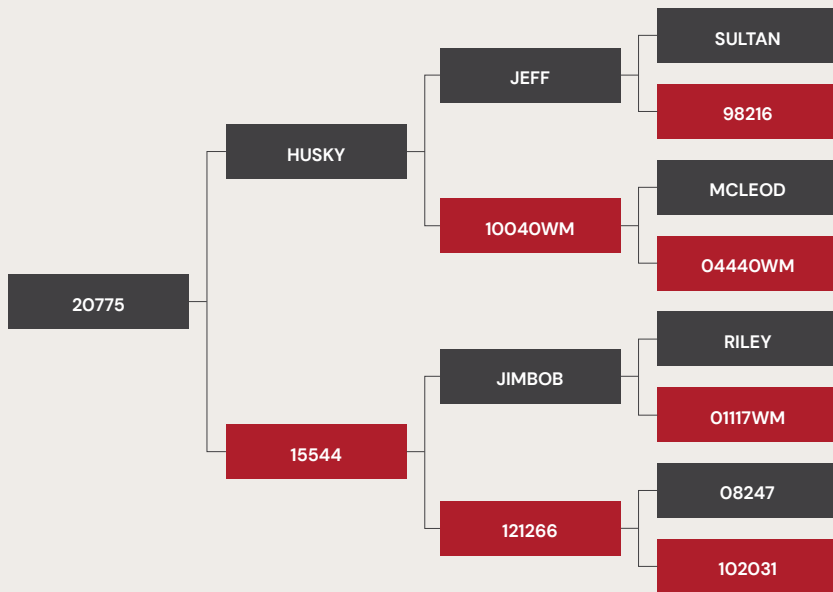 SULTAN
JEFF
98216
HUSKY
MCLEOD
10040WM
04440WM
20775
RILEY
JIMBOB
01117WM
15544
08247
121266
102031